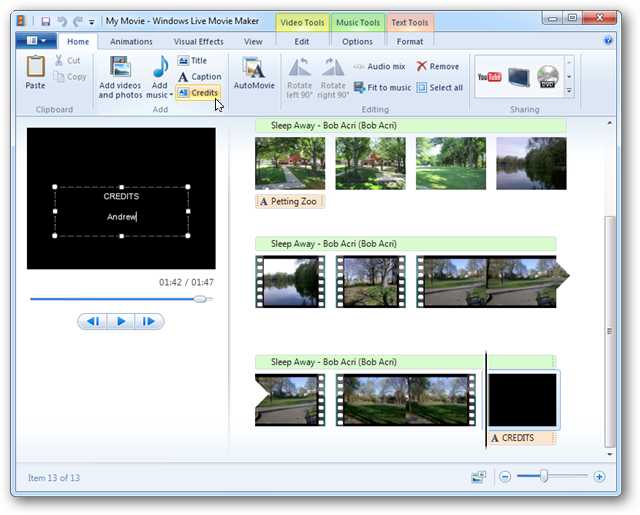 My Movie - Windows Live Movie Maker
Video Tools
Music Tools
Text Tools
Home
Animations
Visual Effects
View
Edit
Options
Format
Paste
Cut
Copy
Clipboard
Add videos
and photos
Add
music
Title
Caption
Credits
Add
AutoMovie
Rotate
left 90°
Rotate
right 90°
Audio mix
Fit to music
Remove
Select all
Editing
YouTube
DVD
Sharing
CREDITS
Andrew
01:42 / 01:47
Sleep Away - Bob Acri (Bob Acri)
A Petting Zoo
Sleep Away - Bob Acri (Bob Acri)
Sleep Away - Bob Acri (Bob Acri)
A CREDITS
Item 13 of 13